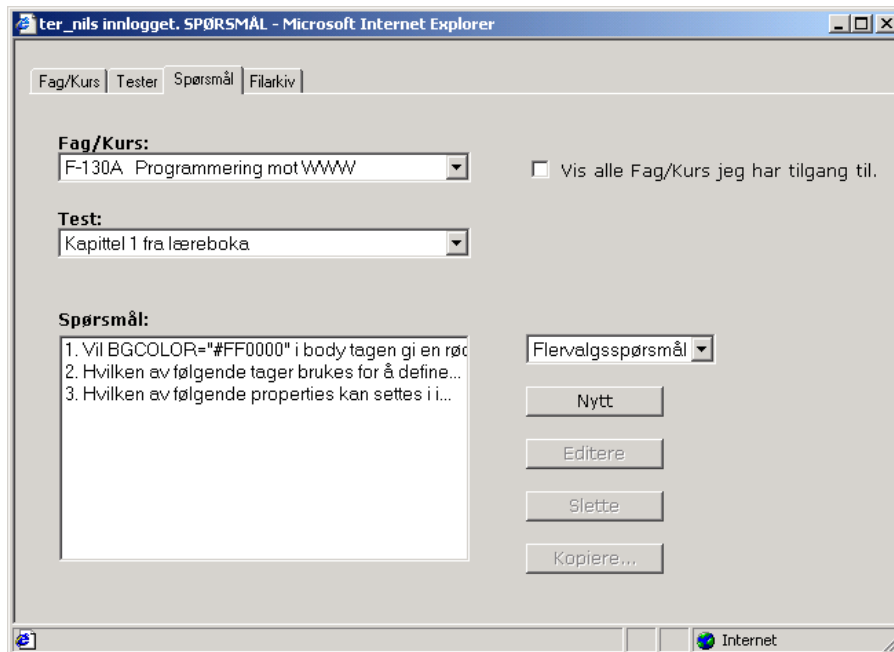 ter_nils innlogget. SPØRSMÅL - Microsoft Internet Explorer
Fag/Kurs Tester Spørsmål Filarkiv
Fag/Kurs:
F-130A Programmering mot WWW
Vis alle Fag/Kurs jeg har tilgang til.
Test:
Kapittel 1 fra læreboka
Spørsmål:
1. Vil BGCOLOR="#FF0000" i body tagen gi en rød
Flervalgsspørsmål
2. Hvilken av følgende tager brukes for å define...
3. Hvilken av følgende properties kan settes i i...
Nytt
Editere
Slette
Kopiere...
Internet